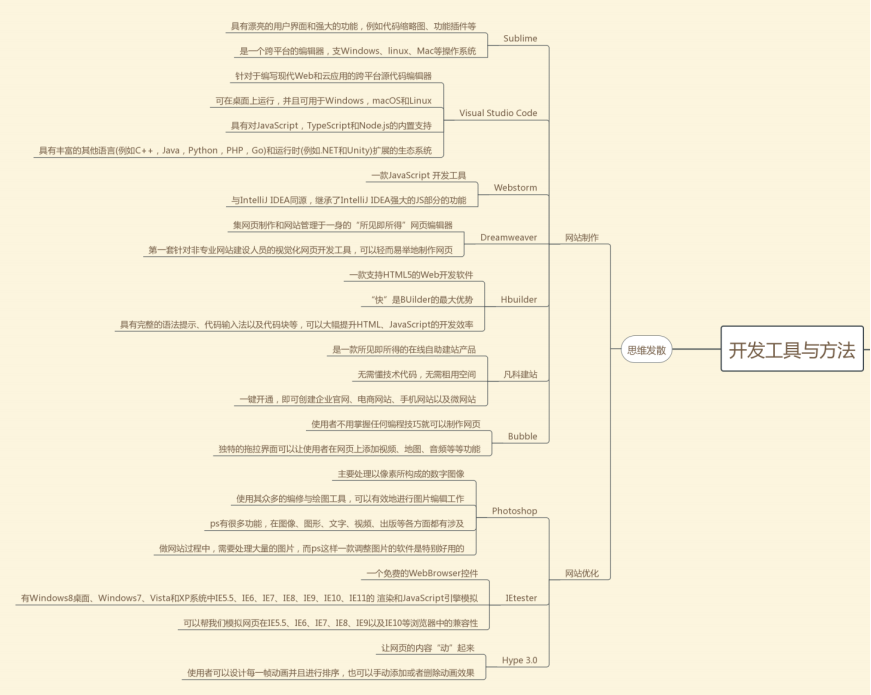 具有漂亮的用户界面和强大的功能，例如代码缩略图、功能插件等
是一个跨平台的编辑器，支Windows、linux、Mac等操作系统
Sublime
针对于编写现代Web和云应用的跨平台源代码编辑器
可在桌面上运行，并且可用于Windows，macOS和Linux
具有对JavaScript，TypeScript和Node.js的内置支持
具有丰富的其他语言(例如C++，Java，Python，PHP，Go)和运行时(例如.NET和Unity)扩展的生态系统
Visual Studio Code
一款JavaScript 开发工具
与IntelliJ IDEA同源，继承了IntelliJ IDEA强大的JS部分的功能
Webstorm
集网页制作和网站管理于一身的“所见即所得”网页编辑器
第一套针对非专业网站建设人员的视觉化网页开发工具，可以轻而易举地制作网页
Dreamweaver
一款支持HTML5的Web开发软件
“快”是BUilder的最大优势
具有完整的语法提示、代码输入法以及代码块等，可以大幅提升HTML、JavaScript的开发效率
Hbuilder
是一款所见即所得的在线自助建站产品
无需懂技术代码，无需租用空间
一键开通，即可创建企业官网、电商网站、手机网站以及微网站
凡科建站
使用者不用掌握任何编程技巧就可以制作网页
独特的拖拉界面可以让使用者在网页上添加视频、地图、音频等等功能
Bubble
网站制作
主要处理以像素所构成的数字图像
使用其众多的编修与绘图工具，可以有效地进行图片编辑工作
ps有很多功能，在图像、图形、文字、视频、出版等各方面都有涉及
做网站过程中，需要处理大量的图片，而ps这样一款调整图片的软件是特别好用的
Photoshop
一个免费的WebBrowser控件
有Windows8桌面、Windows7、Vista和XP系统中IE5.5、IE6、IE7、IE8、IE9、IE10、IE11的 渲染和JavaScript引擎模拟
可以帮我们模拟网页在IE5.5、IE6、IE7、IE8、IE9以及IE10等浏览器中的兼容性
IEtester
让网页的内容“动”起来
使用者可以设计每一帧动画并且进行排序，也可以手动添加或者删除动画效果
Hype 3.0
网站优化
思维发散
开发工具与方法